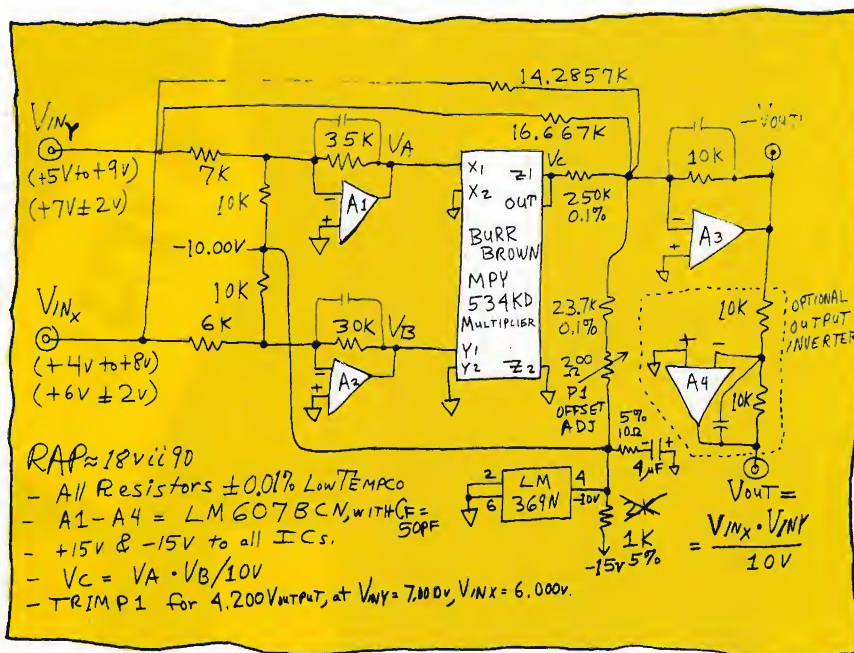 14.2857K
16.667K
VINY
(+5V to +9V)
(+7V ± 2V)
7K
10K
35K
VA
A1
-
+
-10.00V
10K
VINX
(+4V to +8V)
(+6V ± 2V)
6K
30K
VB
A2
-
+
X1
X2
Z1
OUT
BURR
BROWN
MPY
534KD
MULTIPLIER
Y1
Y2
Z2
VC
250K
0.1%
23.7K
0.1%
200
Ω
P1
OFFSET
ADJ
10K
-VOUT
-
+
A3
10K
OPTIONAL
OUTPUT
INVERTER
+
-
A4
10K
5%
10Ω
-
+
4µF
2
6
LM
369N
4
-10V
2K
1K
5%
-15V
VOUT =
= VINX · VINY
10V
RAP ≈ 18vii90
- All Resistors ±0.01% LOW TEMPCO
- A1-A4 = LM607BCN, WITH CF =
50PF
- +15V & -15V to all ICs.
- VC = VA · VB/10V
- TRIM P1 for 4.200V OUTPUT, at VINY = 7.000V, VINX = 6.000V.